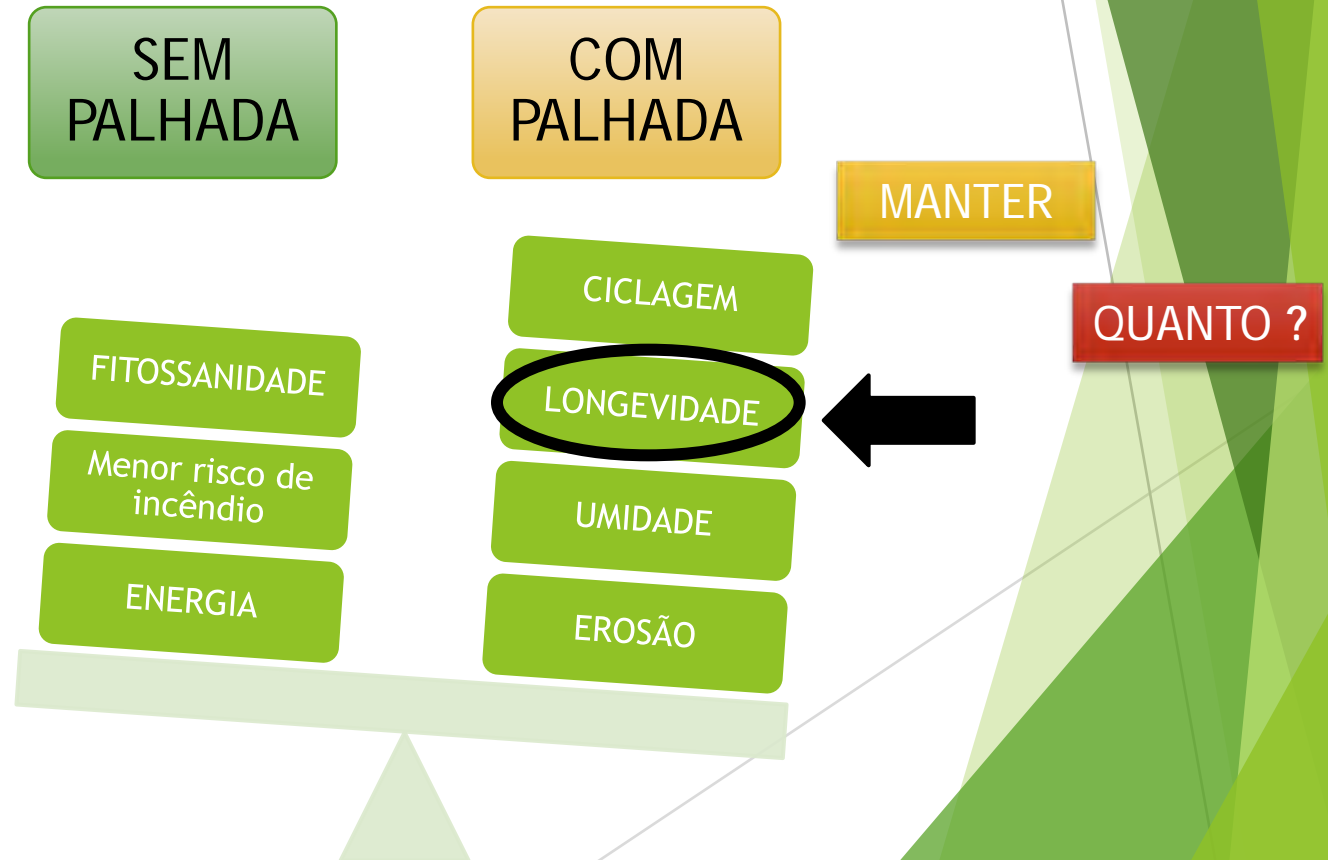 SEM
PALHADA
COM
PALHADA
MANTER
QUANTO ?
FITOSSANIDADE
Menor risco de
incêndio
ENERGIA
CICLAGEM
LONGEVIDADE
UMIDADE
EROSÃO